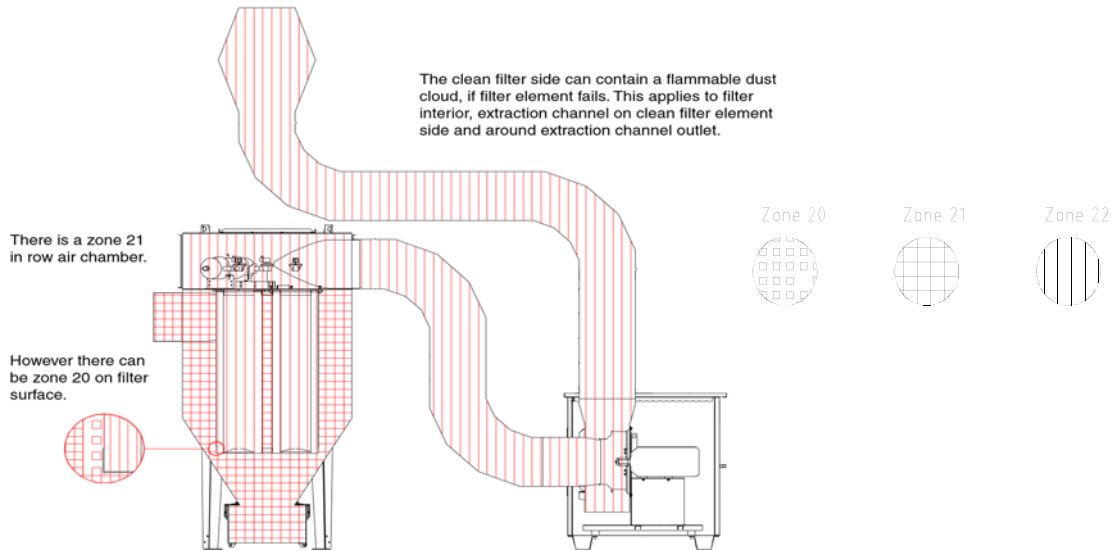 The clean filter side can contain a flammable dust
cloud, if filter element fails. This applies to filter
interior, extraction channel on clean filter element
side and around extraction channel outlet.
Zone 20
Zone 21
Zone 22
There is a zone 21
in row air chamber.
However there can
be zone 20 on filter
surface.